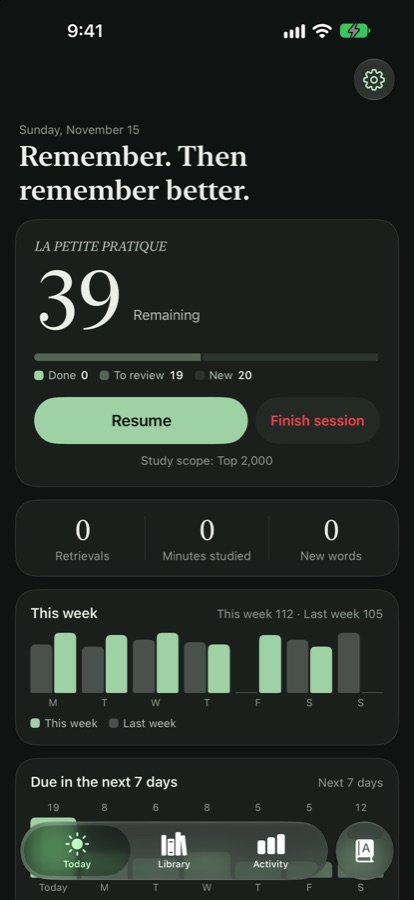 9:41
Sunday, November 15
Remember. Then
remember better.
LA PETITE PRATIQUE
39 Remaining
Done 0 To review 19 New 20
Resume Finish session
Study scope: Top 2,000
0 0 0
Retrievals Minutes studied New words
This week This week 112 · Last week 105
M T W T F S S
This week Last week
Due in the next 7 days Next 7 days
19 8 6 8 5 5 12
Today Library Activity A
Today M T W T F S